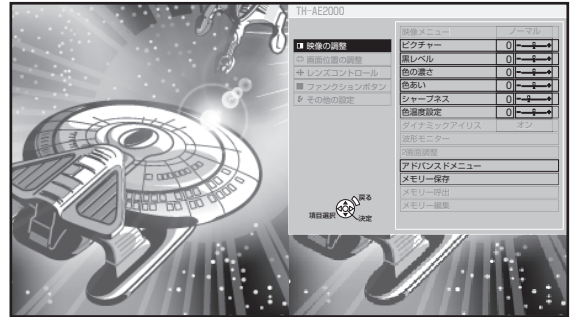 TH-AE2000
映像の調整
画面位置の調整
レンズコントロール
ファンクションボタン
その他の設定
映像メニュー ノーマル
ピクチャー 0
黒レベル 0
色の濃さ 0
色あい 0
シャープネス 0
色温度設定 0
ダイナミックアイリス オン
波形モニター
2画面調整
アドバンスドメニュー
メモリー保存
メモリー呼出
メモリー編集
戻る
項目選択
決定